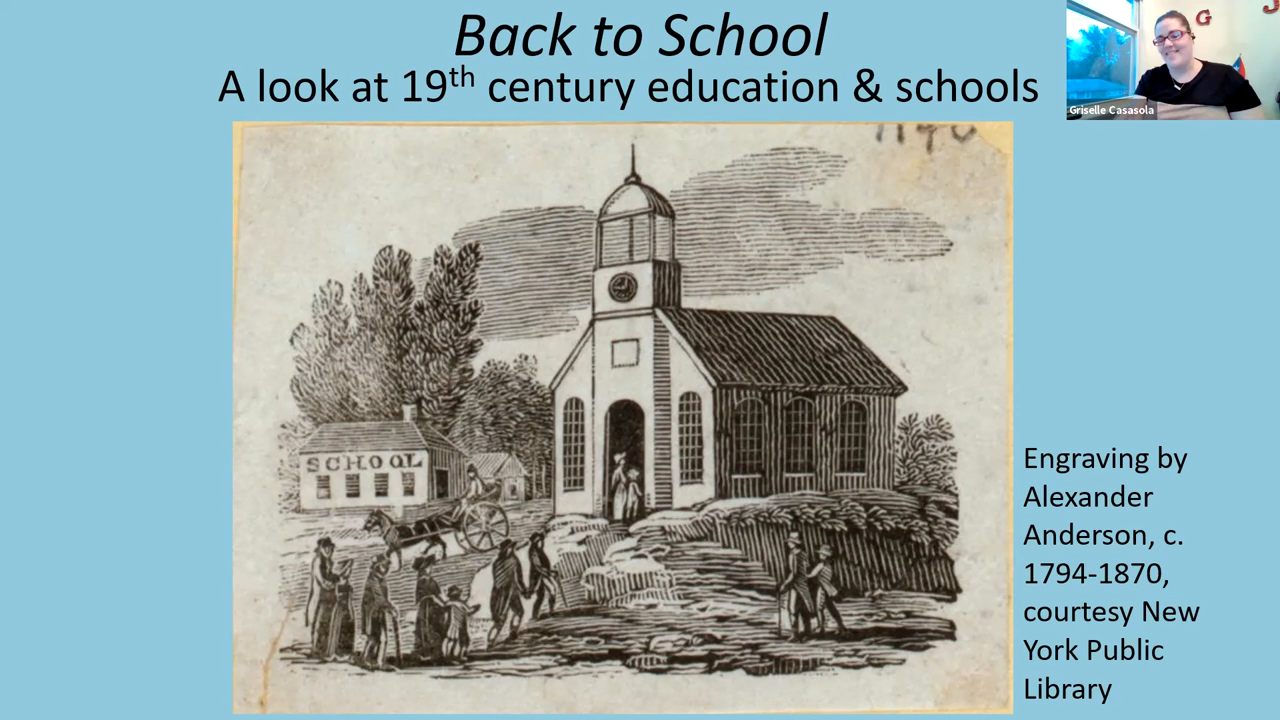 Back to School
A look at 19th century education & schools
G
J
Griselle Casasola
SCHOOL
Engraving by
Alexander
Anderson, c.
1794-1870,
courtesy New
York Public
Library